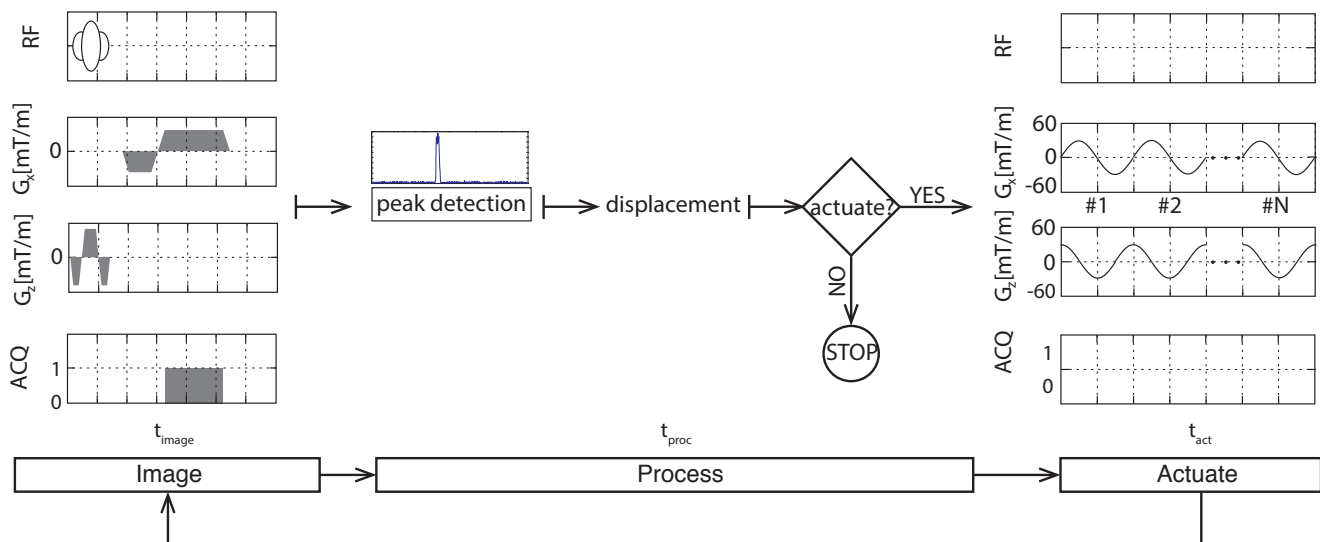 RF
G_x[mT/m]
0
G_z[mT/m]
0
ACQ
1
0
t_image
Image
peak detection
displacement
actuate?
YES
NO
STOP
t_proc
Process
RF
G_x[mT/m]
60
0
-60
#1 #2 #N
G_z[mT/m]
60
0
-60
ACQ
1
0
t_act
Actuate